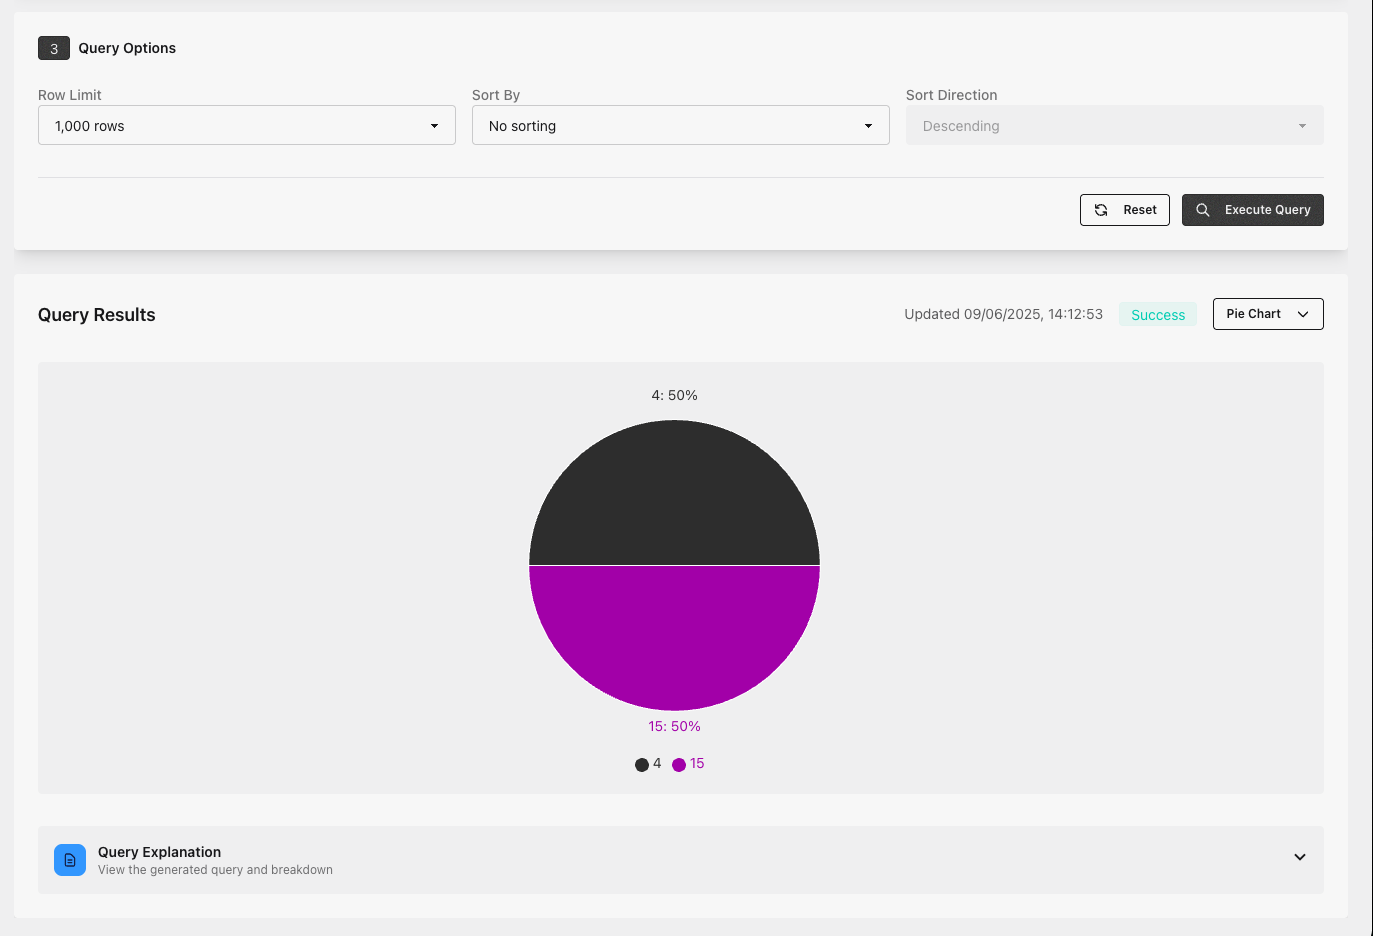 3 Query Options
Row Limit Sort By Sort Direction
1,000 rows No sorting Descending
Reset Execute Query
Query Results Updated 09/06/2025, 14:12:53 Success Pie Chart
4: 50%
15: 50%
4 15
Query Explanation
View the generated query and breakdown